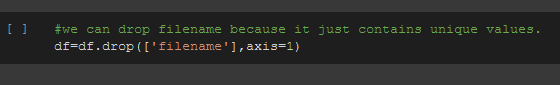 [ ] #we can drop filename because it just contains unique values.
df=df.drop(['filename'],axis=1)